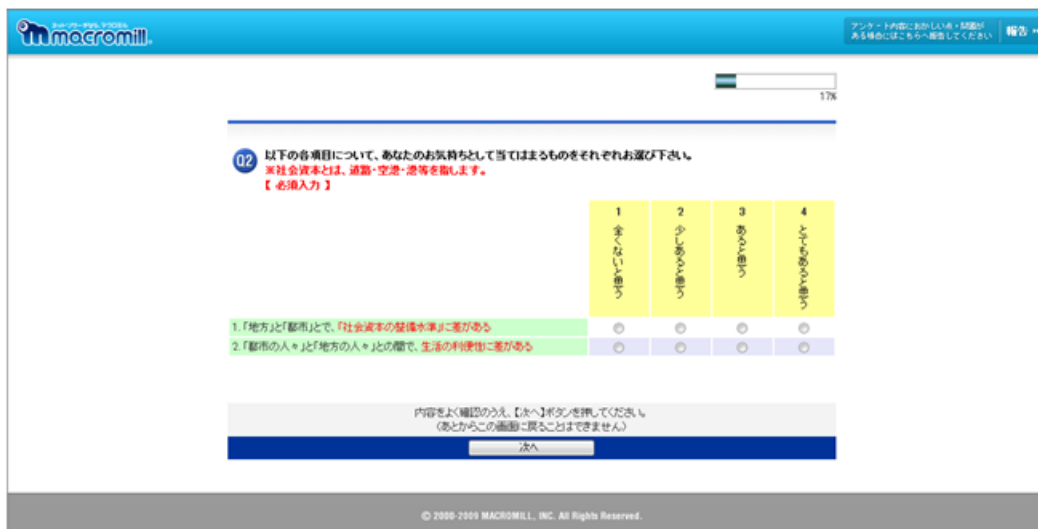 macromill.
アンケート内容におかしい点・問題が
ある場合にはこちらへ報告してください
報告
17%
Q2
以下の各項目について、あなたのお気持ちとして当てはまるものをそれぞれお選び下さい。
※社会資本とは、道路・空港・港等を指します。
【 必須入力 】
1 全くないと思う
2 少しあると思う
3 あると思う
4 とてもあると思う
1.「地方」と「都市」とで、「社会資本の整備水準」に差がある
2.「都市の人々」と「地方の人々」との間で、生活の利便性に差がある
内容をよく確認のうえ、【次へ】ボタンを押してください。
(あとからこの画面に戻ることはできません)
次へ
© 2000-2009 MACROMILL, INC. All Rights Reserved.